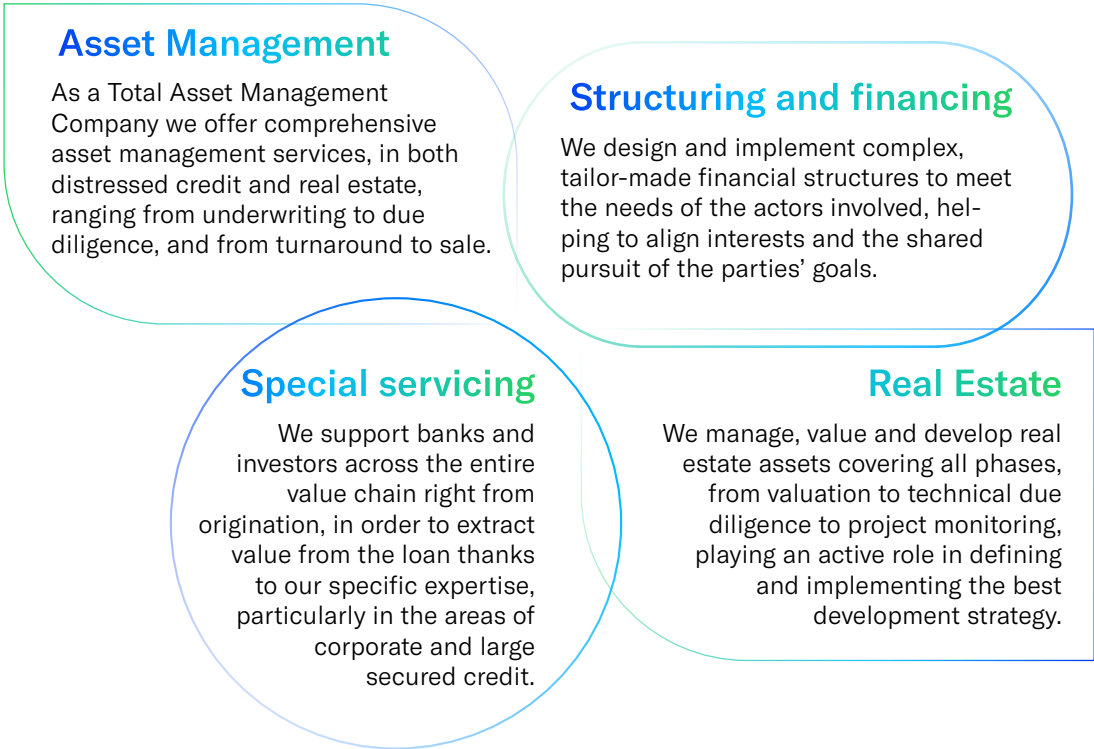 Asset Management
As a Total Asset Management
Company we offer comprehensive
asset management services, in both
distressed credit and real estate,
ranging from underwriting to due
diligence, and from turnaround to sale.
Structuring and financing
We design and implement complex,
tailor-made financial structures to meet
the needs of the actors involved, hel-
ping to align interests and the shared
pursuit of the parties’ goals.
Special servicing
We support banks and
investors across the entire
value chain right from
origination, in order to extract
value from the loan thanks
to our specific expertise,
particularly in the areas of
corporate and large
secured credit.
Real Estate
We manage, value and develop real
estate assets covering all phases,
from valuation to technical due
diligence to project monitoring,
playing an active role in defining
and implementing the best
development strategy.